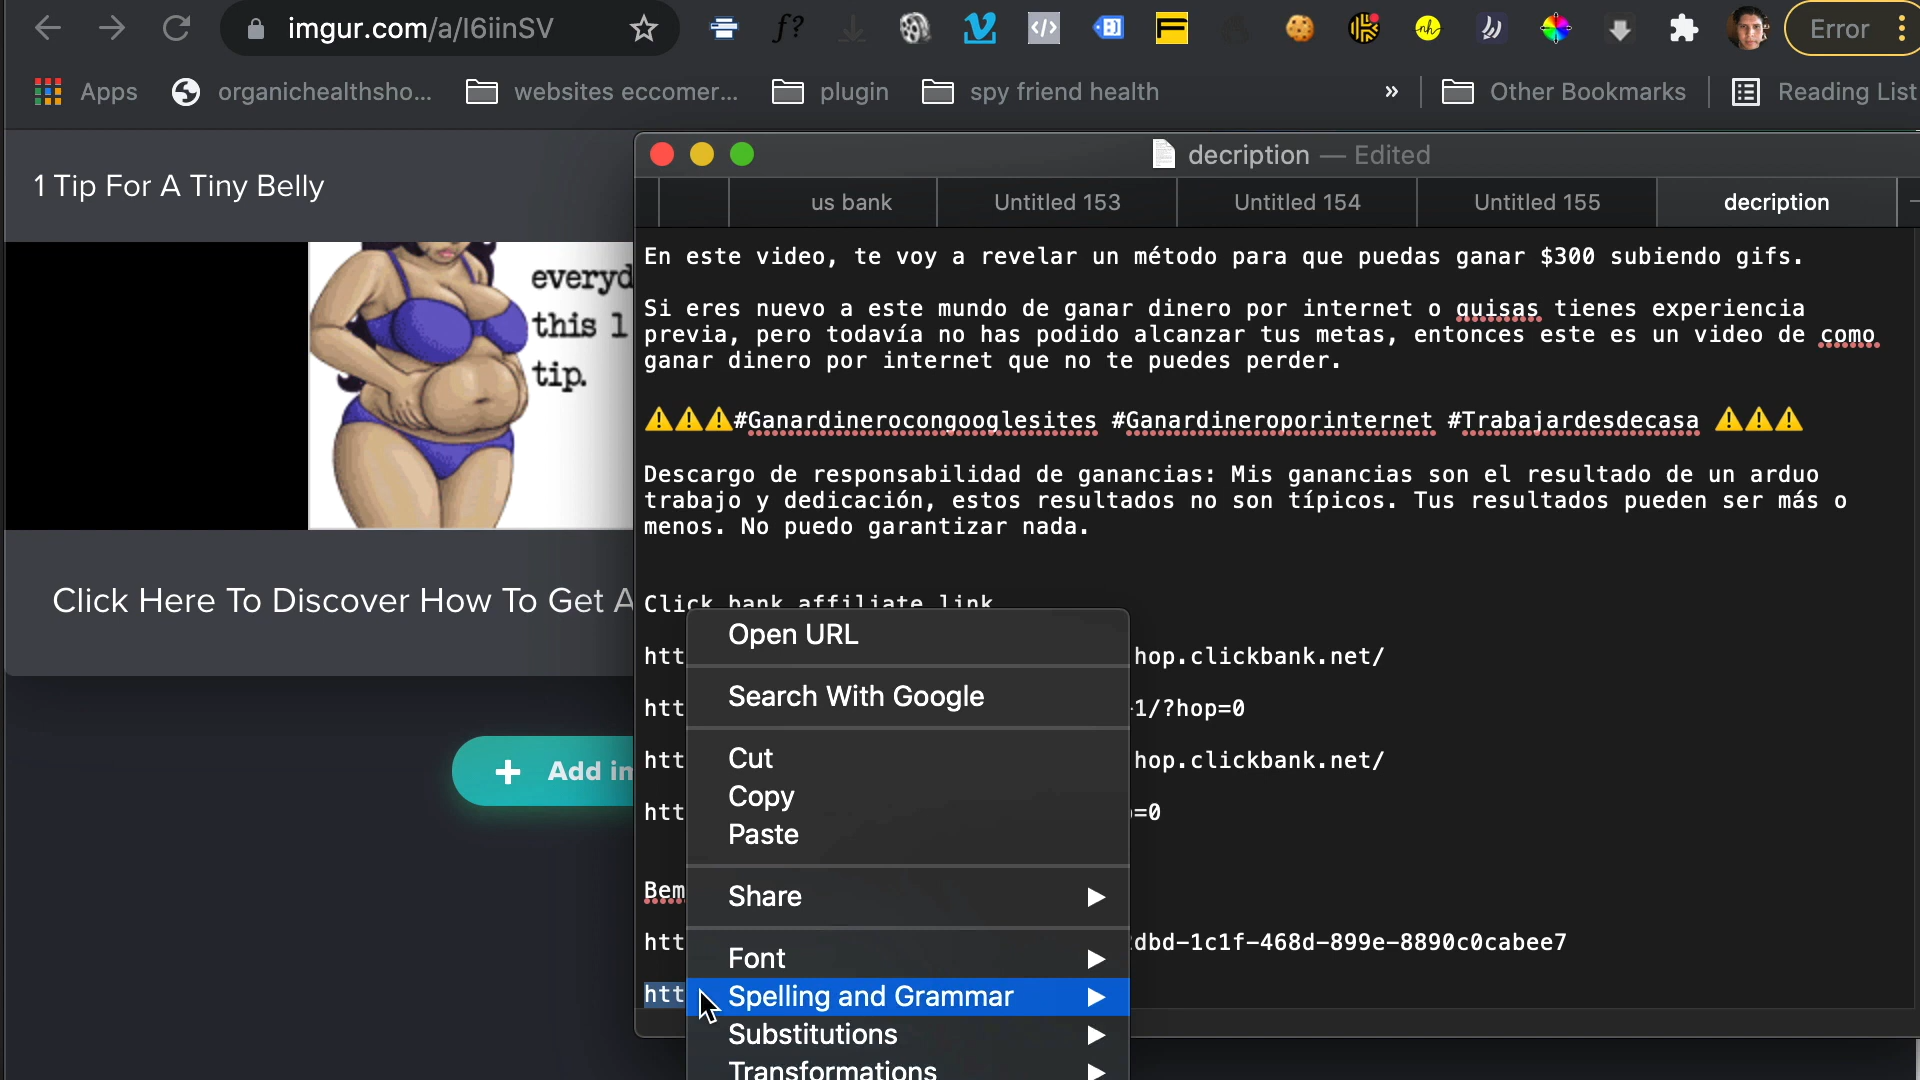 imgur.com/a/I6iinSV
Error
Apps
organichealthsho...
websites eccomer...
plugin
spy friend health
»
Other Bookmarks
Reading List
1 Tip For A Tiny Belly
everyd
this 1
tip.
Click Here To Discover How To Get A
+ Add im
decription — Edited
us bank
Untitled 153
Untitled 154
Untitled 155
decription
En este video, te voy a revelar un método para que puedas ganar $300 subiendo gifs.
Si eres nuevo a este mundo de ganar dinero por internet o quisas tienes experiencia
previa, pero todavía no has podido alcanzar tus metas, entonces este es un video de como
ganar dinero por internet que no te puedes perder.
⚠️⚠️⚠️#Ganardinerocongooglesites #Ganardineroporinternet #Trabajardesdecasa ⚠️⚠️⚠️
Descargo de responsabilidad de ganancias: Mis ganancias son el resultado de un arduo
trabajo y dedicación, estos resultados no son típicos. Tus resultados pueden ser más o
menos. No puedo garantizar nada.
Click bank affiliate link
htt hop.clickbank.net/
htt 1/?hop=0
htt hop.clickbank.net/
htt =0
Bem
htt dbd-1c1f-468d-899e-8890c0cabee7
htt
Open URL
Search With Google
Cut
Copy
Paste
Share
Font
Spelling and Grammar
Substitutions
Transformations